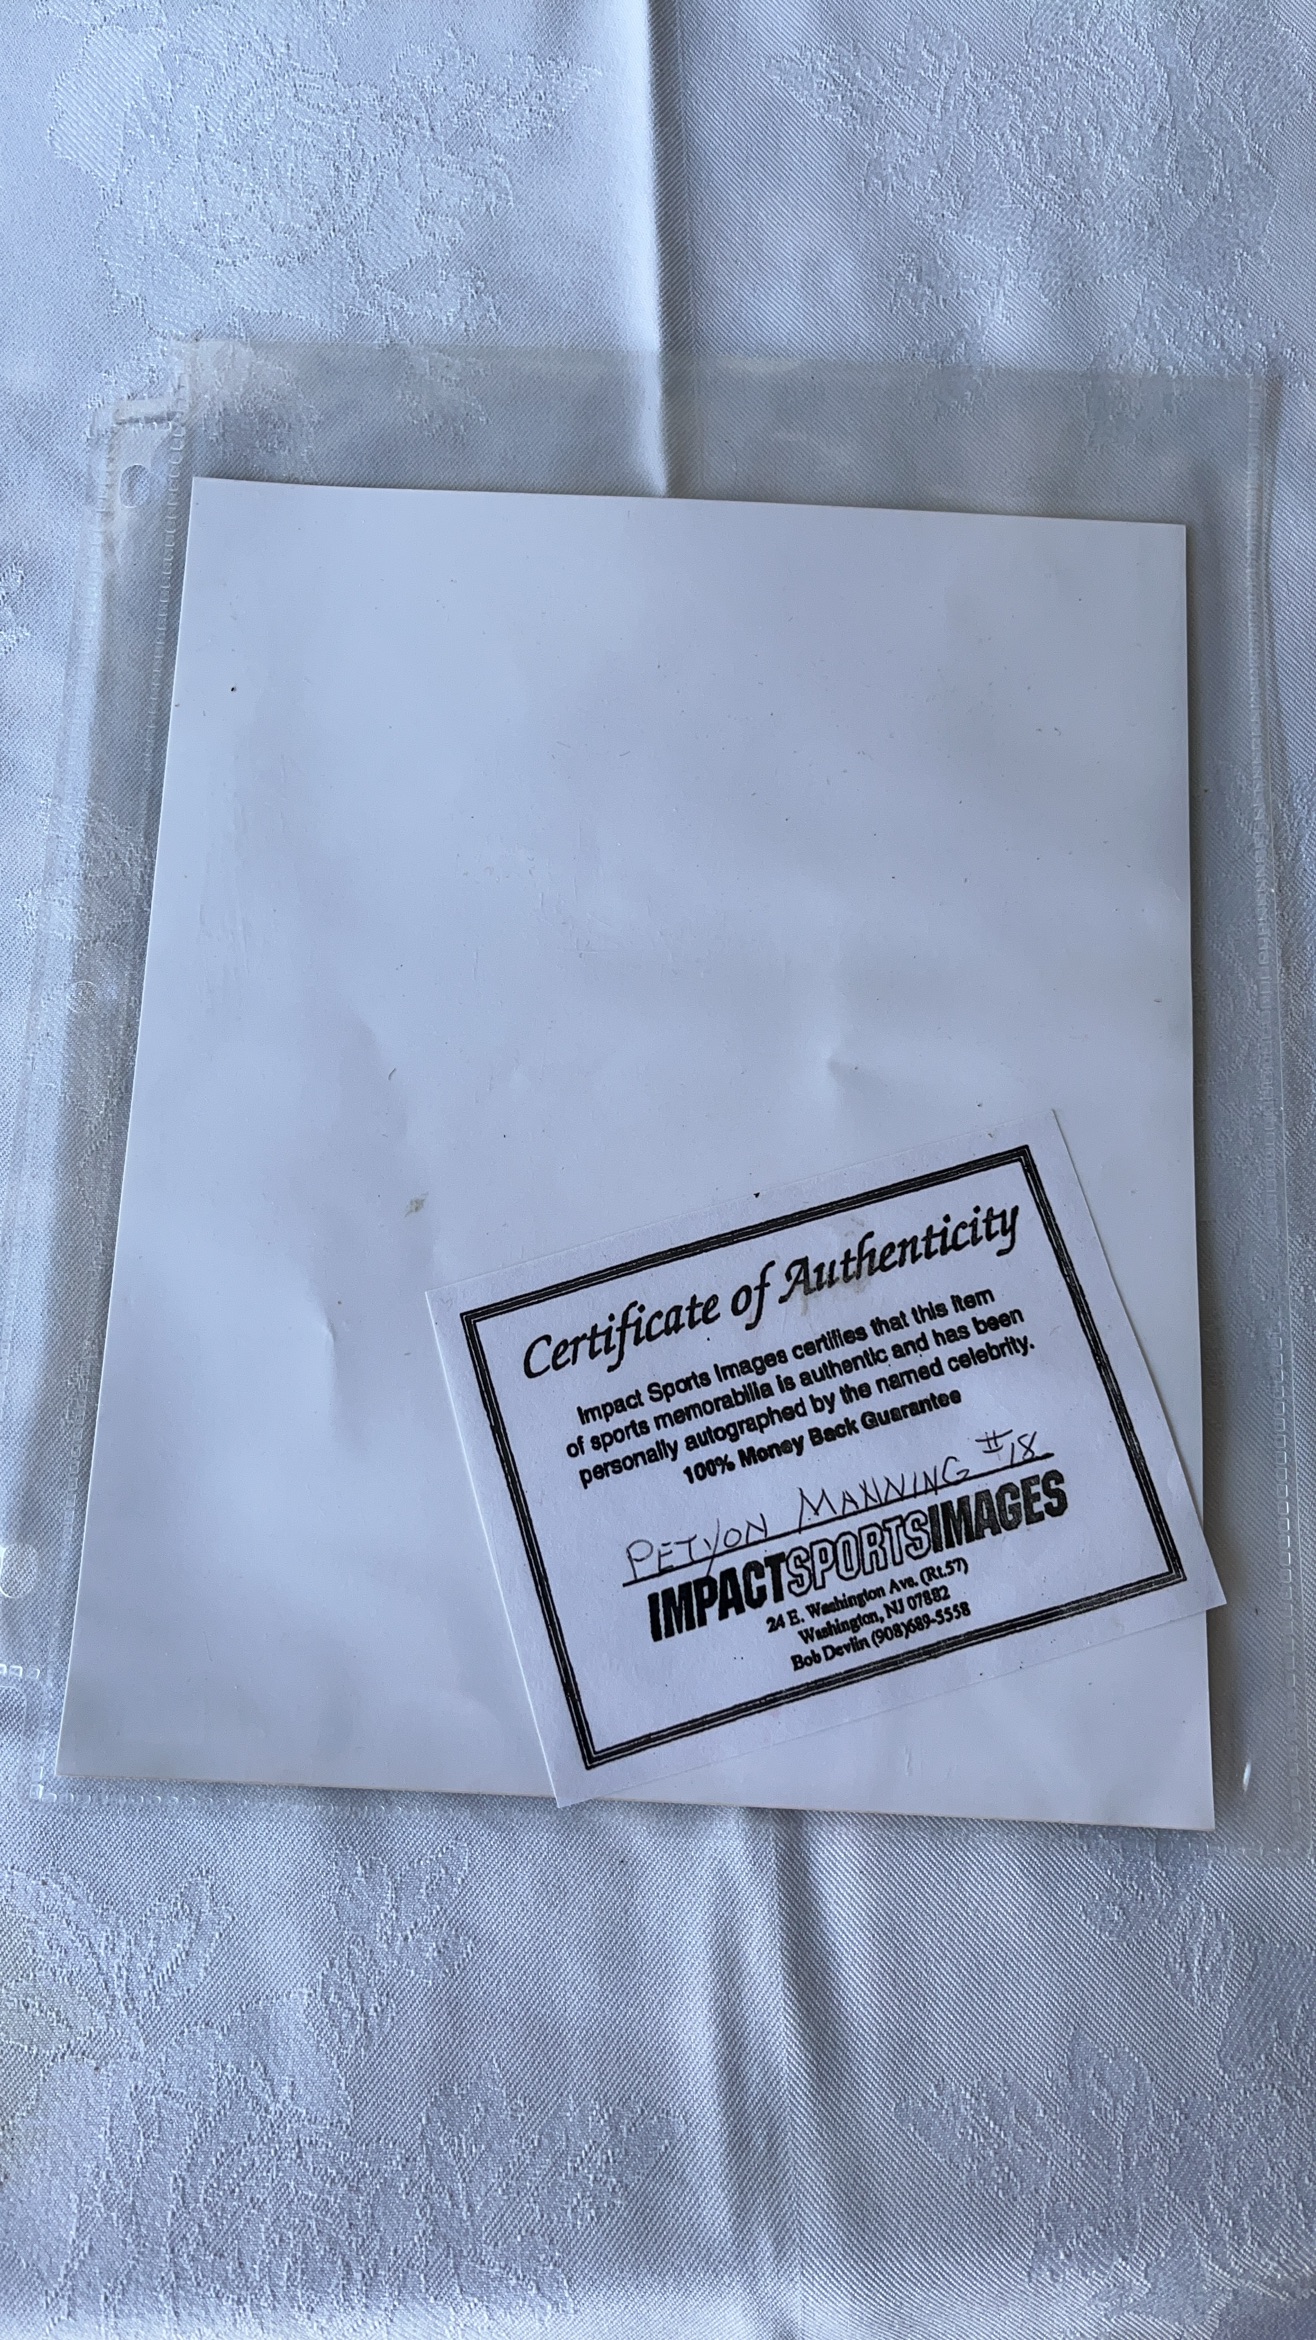 Certificate of Authenticity
Impact Sports Images certifies that this item
of sports memorabilia is authentic and has been
personally autographed by the named celebrity.
100% Money Back Guarantee
PETYON MANNING #18
IMPACTSPORTSIMAGES
24 E. Washington Ave. (Rt.57)
Washington, NJ 07882
Bob Devlin (908)689-5558